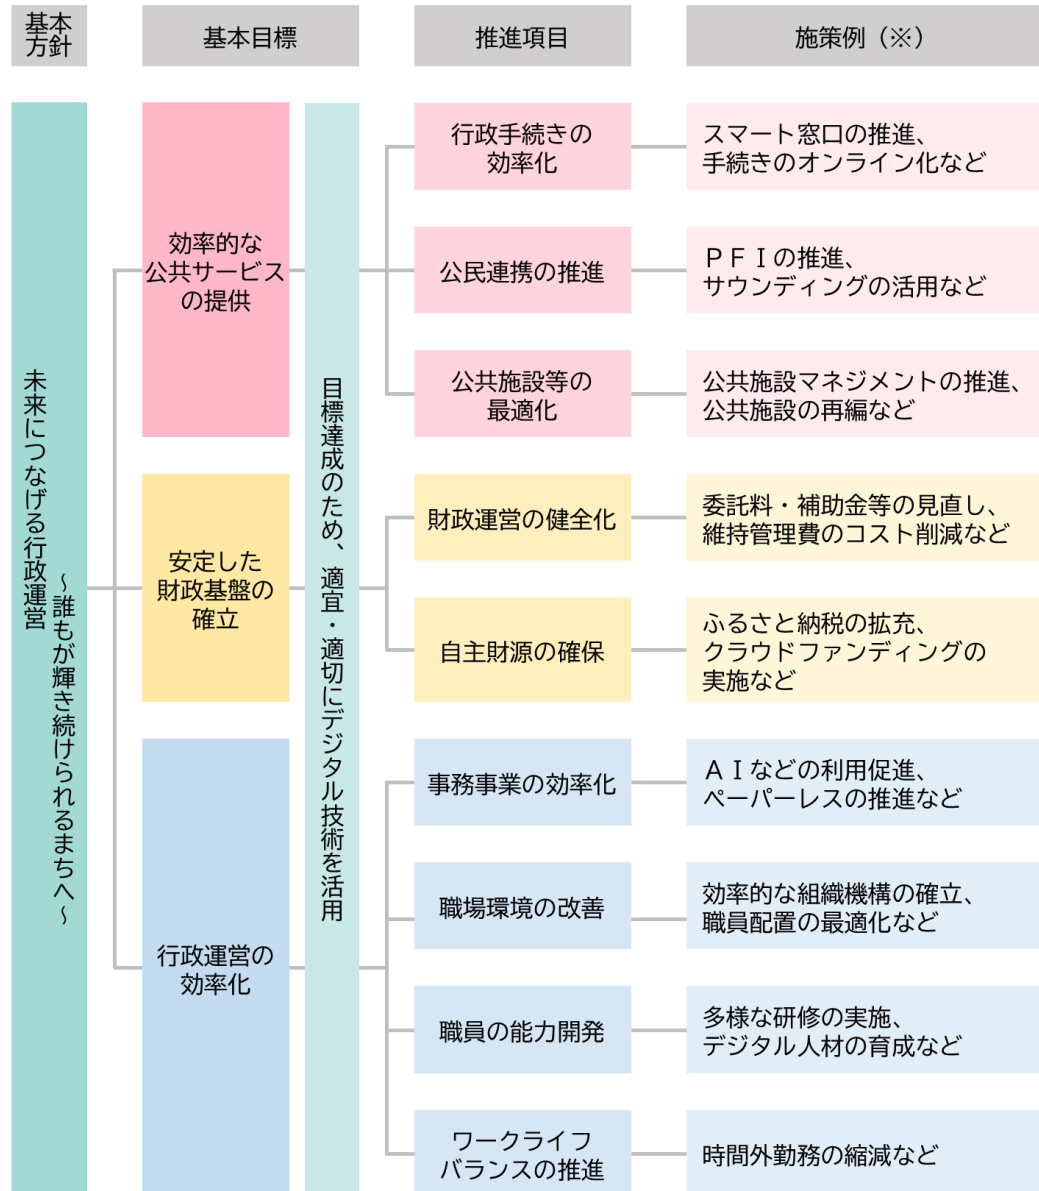 基本
方針
基本目標
推進項目
施策例（※）
未来につなげる行政運営
～誰もが輝き続けられるまちへ～
目標達成のため、適宜・適切にデジタル技術を活用
効率的な
公共サービス
の提供
行政手続きの
効率化
スマート窓口の推進、
手続きのオンライン化など
公民連携の推進
ＰＦＩの推進、
サウンディングの活用など
公共施設等の
最適化
公共施設マネジメントの推進、
公共施設の再編など
安定した
財政基盤の
確立
財政運営の健全化
委託料・補助金等の見直し、
維持管理費のコスト削減など
自主財源の確保
ふるさと納税の拡充、
クラウドファンディングの
実施など
行政運営の
効率化
事務事業の効率化
ＡＩなどの利用促進、
ペーパーレスの推進など
職場環境の改善
効率的な組織機構の確立、
職員配置の最適化など
職員の能力開発
多様な研修の実施、
デジタル人材の育成など
ワークライフ
バランスの推進
時間外勤務の縮減など